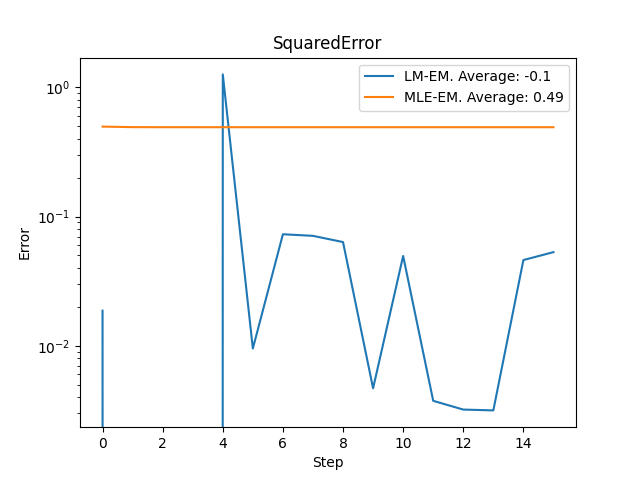 SquaredError
LM-EM. Average: -0.1
MLE-EM. Average: 0.49
Error
10⁰
10⁻¹
10⁻²
0 2 4 6 8 10 12 14
Step